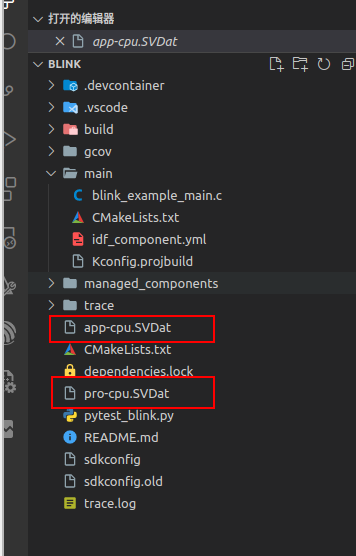 打开的编辑器
app-cpu.SVDat
BLINK
.devcontainer
.vscode
build
gcov
main
blink_example_main.c
CMakeLists.txt
idf_component.yml
Kconfig.projbuild
managed_components
trace
app-cpu.SVDat
CMakeLists.txt
dependencies.lock
pro-cpu.SVDat
pytest_blink.py
README.md
sdkconfig
sdkconfig.old
trace.log